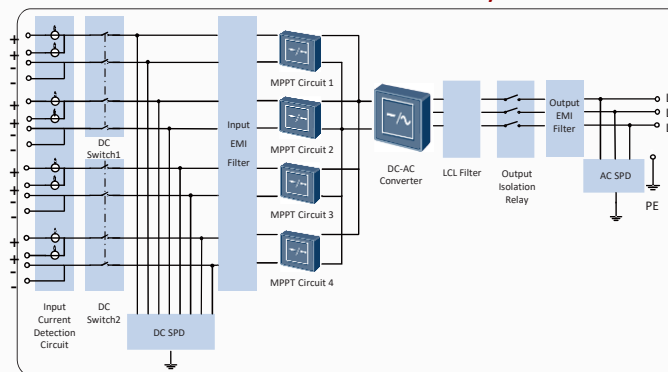 +
+
-
-
+
+
-
-
+
+
-
-
+
+
-
-
DC
Switch1
Input
EMI
Filter
MPPT Circuit 1
MPPT Circuit 2
MPPT Circuit 3
MPPT Circuit 4
DC-AC
Converter
LCL Filter
Output
Isolation
Relay
Output
EMI
Filter
L
L
L
AC SPD
PE
Input
Current
Detection
Circuit
DC
Switch2
DC SPD